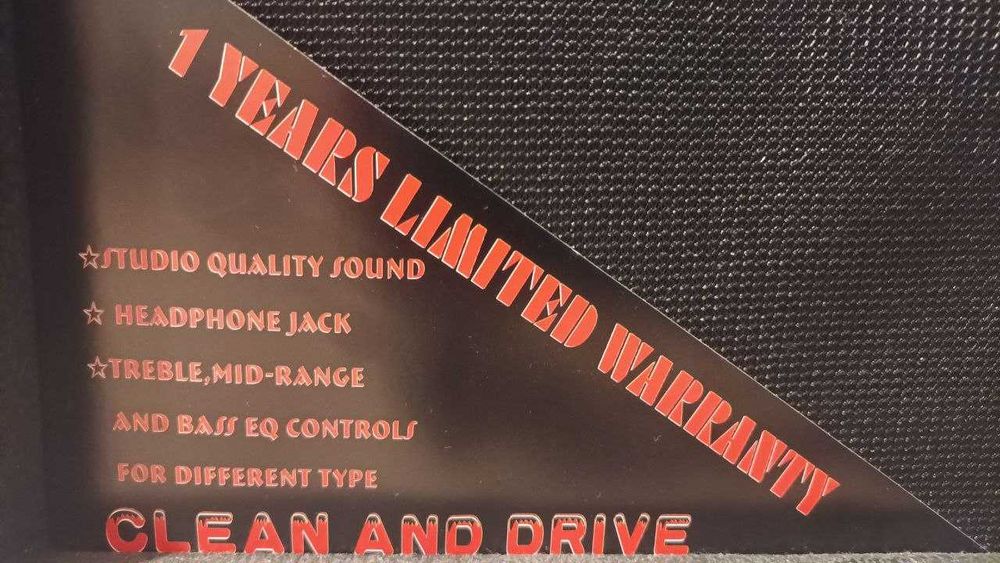 1 YEARS LIMITED WARRANTY
☆STUDIO QUALITY SOUND
☆ HEADPHONE JACK
☆TREBLE,MID-RANGE
AND BASS EQ CONTROLS
FOR DIFFERENT TYPE
CLEAN AND DRIVE